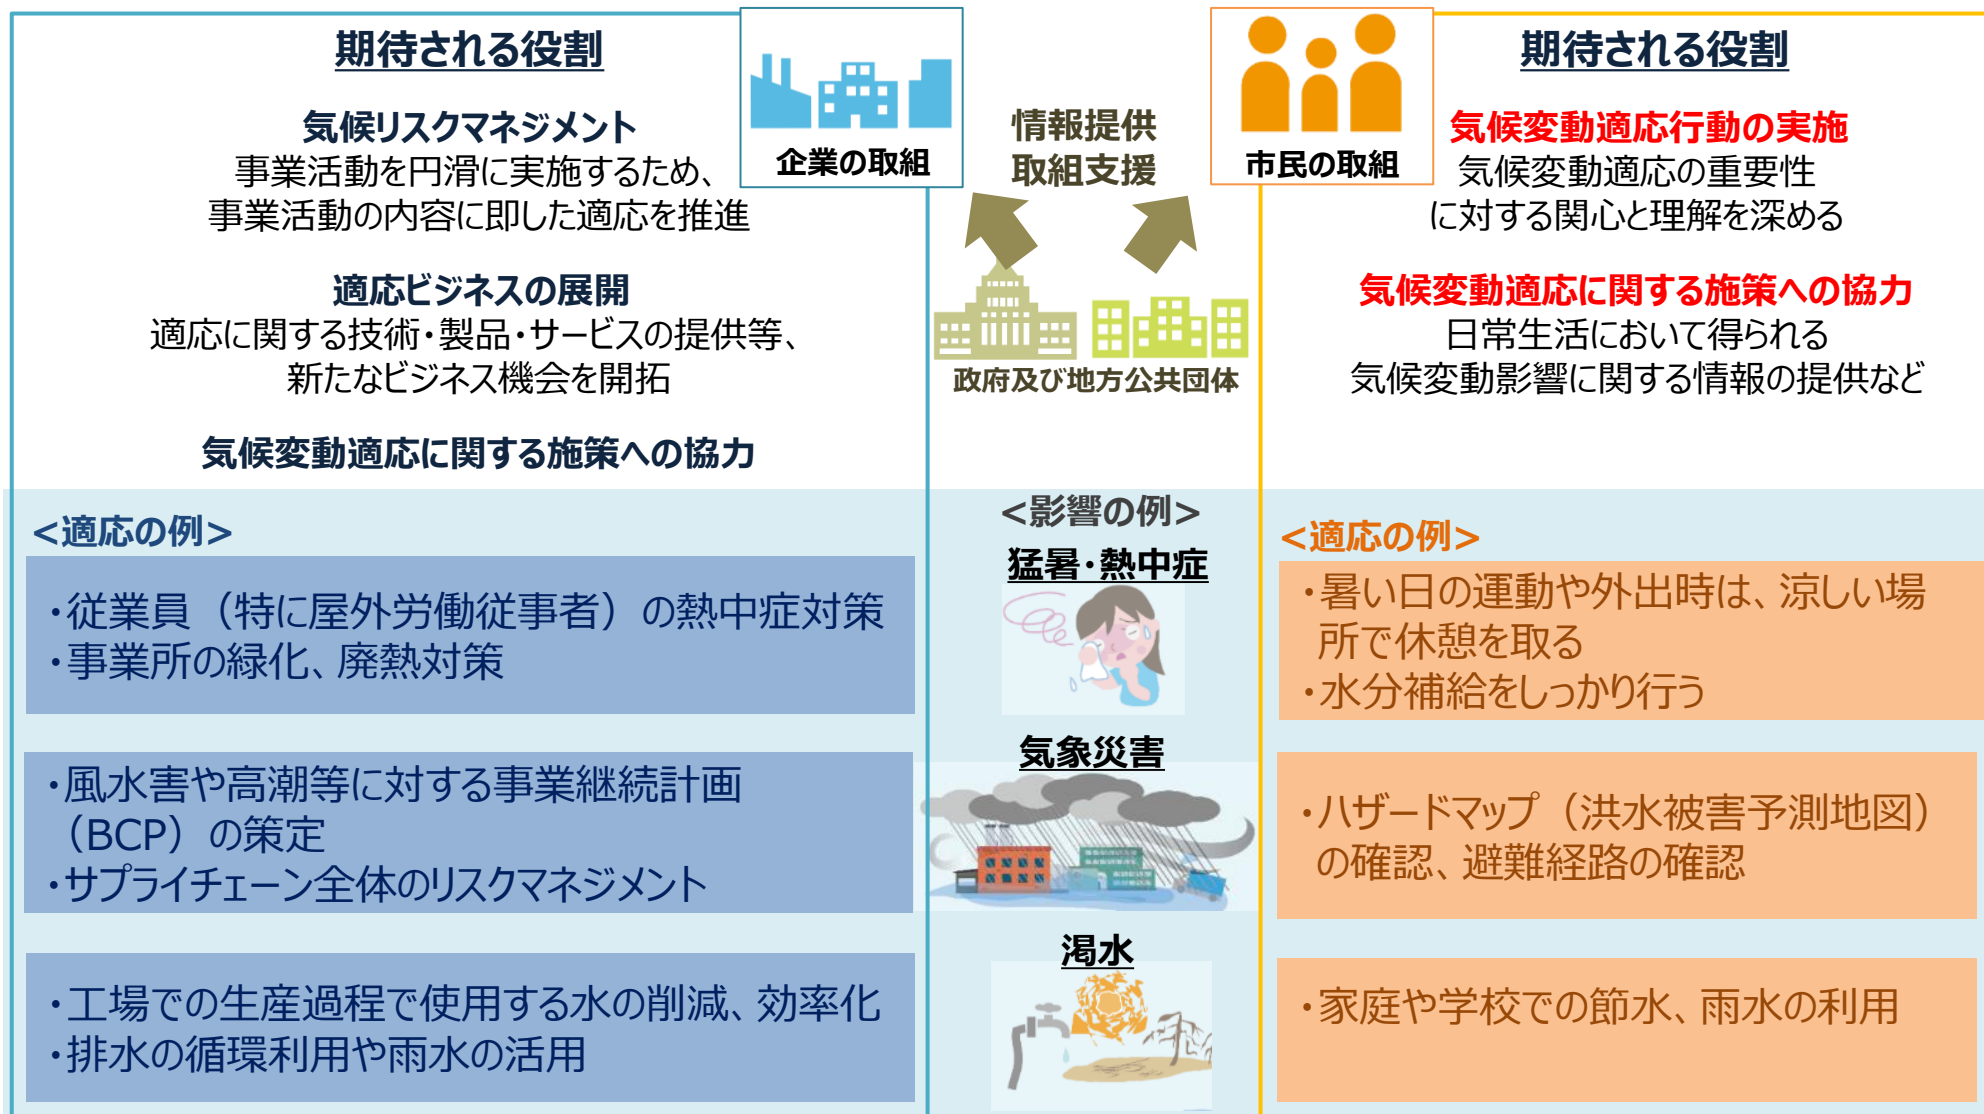 期待される役割
気候リスクマネジメント
事業活動を円滑に実施するため、
事業活動の内容に即した適応を推進
適応ビジネスの展開
適応に関する技術・製品・サービスの提供等、
新たなビジネス機会を開拓
気候変動適応に関する施策への協力
企業の取組
情報提供
取組支援
政府及び地方公共団体
市民の取組
期待される役割
気候変動適応行動の実施
気候変動適応の重要性
に対する関心と理解を深める
気候変動適応に関する施策への協力
日常生活において得られる
気候変動影響に関する情報の提供など
<適応の例>
・従業員（特に屋外労働従事者）の熱中症対策
・事業所の緑化、廃熱対策
・風水害や高潮等に対する事業継続計画
（BCP）の策定
・サプライチェーン全体のリスクマネジメント
・工場での生産過程で使用する水の削減、効率化
・排水の循環利用や雨水の活用
<影響の例>
猛暑・熱中症
気象災害
渇水
<適応の例>
・暑い日の運動や外出時は、涼しい場
所で休憩を取る
・水分補給をしっかり行う
・ハザードマップ（洪水被害予測地図）
の確認、避難経路の確認
・家庭や学校での節水、雨水の利用